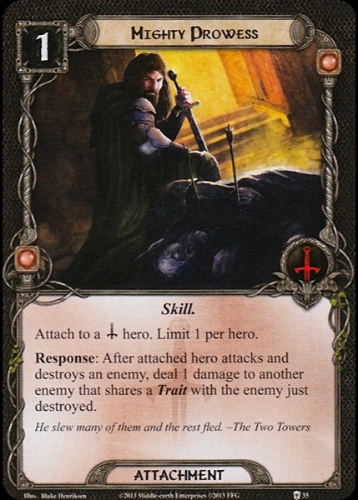 1
MIGHTY PROWESS
Skill.
Attach to a hero. Limit 1 per hero.
Response: After attached hero attacks and
destroys an enemy, deal 1 damage to another
enemy that shares a Trait with the enemy just
destroyed.
He slew many of them and the rest fled. –The Two Towers
ATTACHMENT
Illus. Blake Henriksen ©2013 Middle-earth Enterprises ©2013 FFG 35